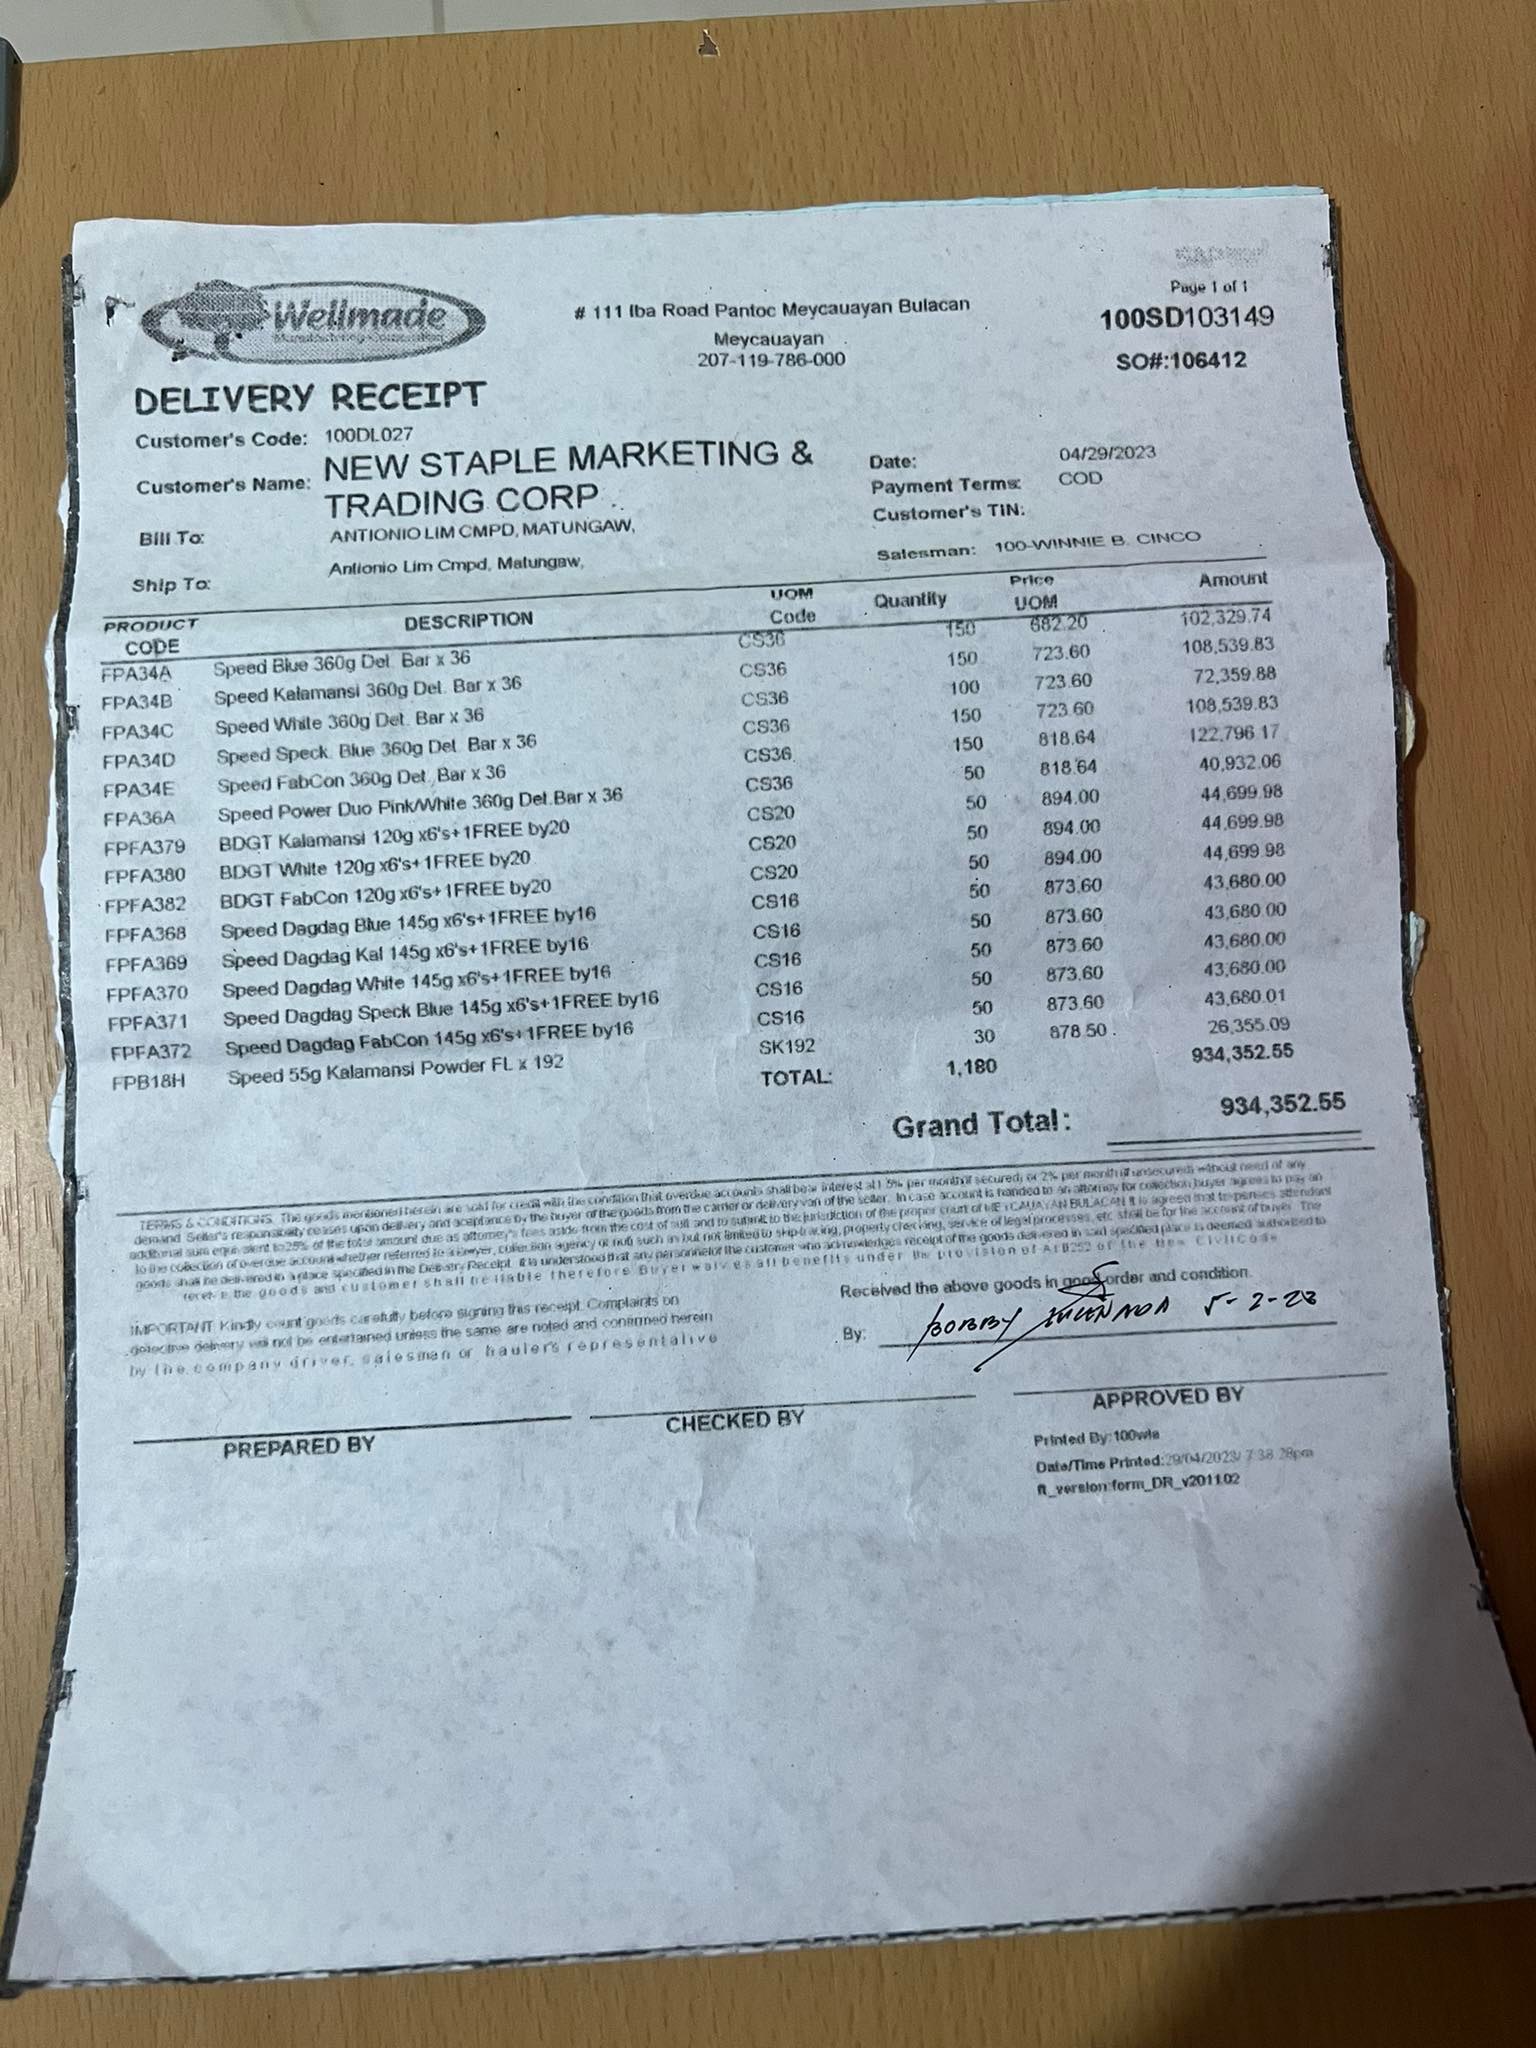 Wellmade
Manufacturing Corporation
# 111 Iba Road Pantoc Meycauayan Bulacan
Meycauayan
207-119-786-000
Page 1 of 1
100SD103149
SO#:106412
DELIVERY RECEIPT
Customer's Code: 100DL027
Customer's Name: NEW STAPLE MARKETING &
TRADING CORP
Bill To: ANTIONIO LIM CMPD, MATUNGAW,
Ship To: Antionio Lim Cmpd, Matungaw,
Date: 04/29/2023
Payment Terms: COD
Customer's TIN:
Salesman: 100-WINNIE B. CINCO
PRODUCT CODE DESCRIPTION UOM Code Quantity Price UOM Amount
FPA34A Speed Blue 360g Det. Bar x 36 CS36 150 682.20 102,329.74
FPA34B Speed Kalamansi 360g Det. Bar x 36 CS36 150 723.60 108,539.83
FPA34C Speed White 360g Det. Bar x 36 CS36 100 723.60 72,359.88
FPA34D Speed Speck. Blue 360g Det. Bar x 36 CS36 150 723.60 108,539.83
FPA34E Speed FabCon 360g Det. Bar x 36 CS36 150 818.64 122,796.17
FPA36A Speed Power Duo Pink/White 360g Det.Bar x 36 CS36 50 818.64 40,932.06
FPFA379 BDGT Kalamansi 120g x6's+1FREE by20 CS20 50 894.00 44,699.98
FPFA380 BDGT White 120g x6's+1FREE by20 CS20 50 894.00 44,699.98
FPFA382 BDGT FabCon 120g x6's+1FREE by20 CS20 50 894.00 44,699.98
FPFA368 Speed Dagdag Blue 145g x6's+1FREE by16 CS16 50 873.60 43,680.00
FPFA369 Speed Dagdag Kal 145g x6's+1FREE by16 CS16 50 873.60 43,680.00
FPFA370 Speed Dagdag White 145g x6's+1FREE by16 CS16 50 873.60 43,680.00
FPFA371 Speed Dagdag Speck Blue 145g x6's+1FREE by16 CS16 50 873.60 43,680.00
FPFA372 Speed Dagdag FabCon 145g x6's+1FREE by16 CS16 50 873.60 43,680.01
FPB18H Speed 55g Kalamansi Powder FL x 192 SK192 30 878.50 26,355.09
TOTAL: 1,180 934,352.55
Grand Total: 934,352.55
TERMS & CONDITIONS. The goods mentioned herein are sold for credit with the condition that overdue accounts shall bear interest at 1.5% per month(if secured) or 2% per month(if unsecured) without need of any
demand. Seller's responsibility ceases upon delivery and aceptance by the buyer of the goods from the carrier or delivery van of the seller. In case account is handed to an attorney for collection,buyer agrees to pay an
additional sum equivalent to25% of the total amount due as attorney's fees aside from the cost of suit and to submit to the jurisdiction of the proper court of MEYCAUAYAN BULACAN.It is agreed that expenses attendant
to the collection of overdue account(whether referred to a lawyer, collection agency or not) such as but not limited to skip-tracing, property checking, service of legal processes, etc. shall be for the account of buyer. The
goods shall be delivered in a place specified in the Delivery Receipt. It is understood that any personnel of the customer who acknowledges receipt of the goods delivered in said specified place is deemed authorized to
receive the goods and customer shall be liable therefore. Buyer waives all benefits under the provision of of the New Civil Code
IMPORTANT: Kindly count goods carefully before signing this receipt. Complaints on
defective delivery will not be entertained unless the same are noted and confirmed herein
by the company driver, salesman or hauler's representative
Received the above goods in good order and condition.
By: BOBBY 5-2-23
PREPARED BY
CHECKED BY
APPROVED BY
Printed By:100wla
Date/Time Printed:29/04/2023/ 7:38:28pm
ft_version:form_DR_v201102